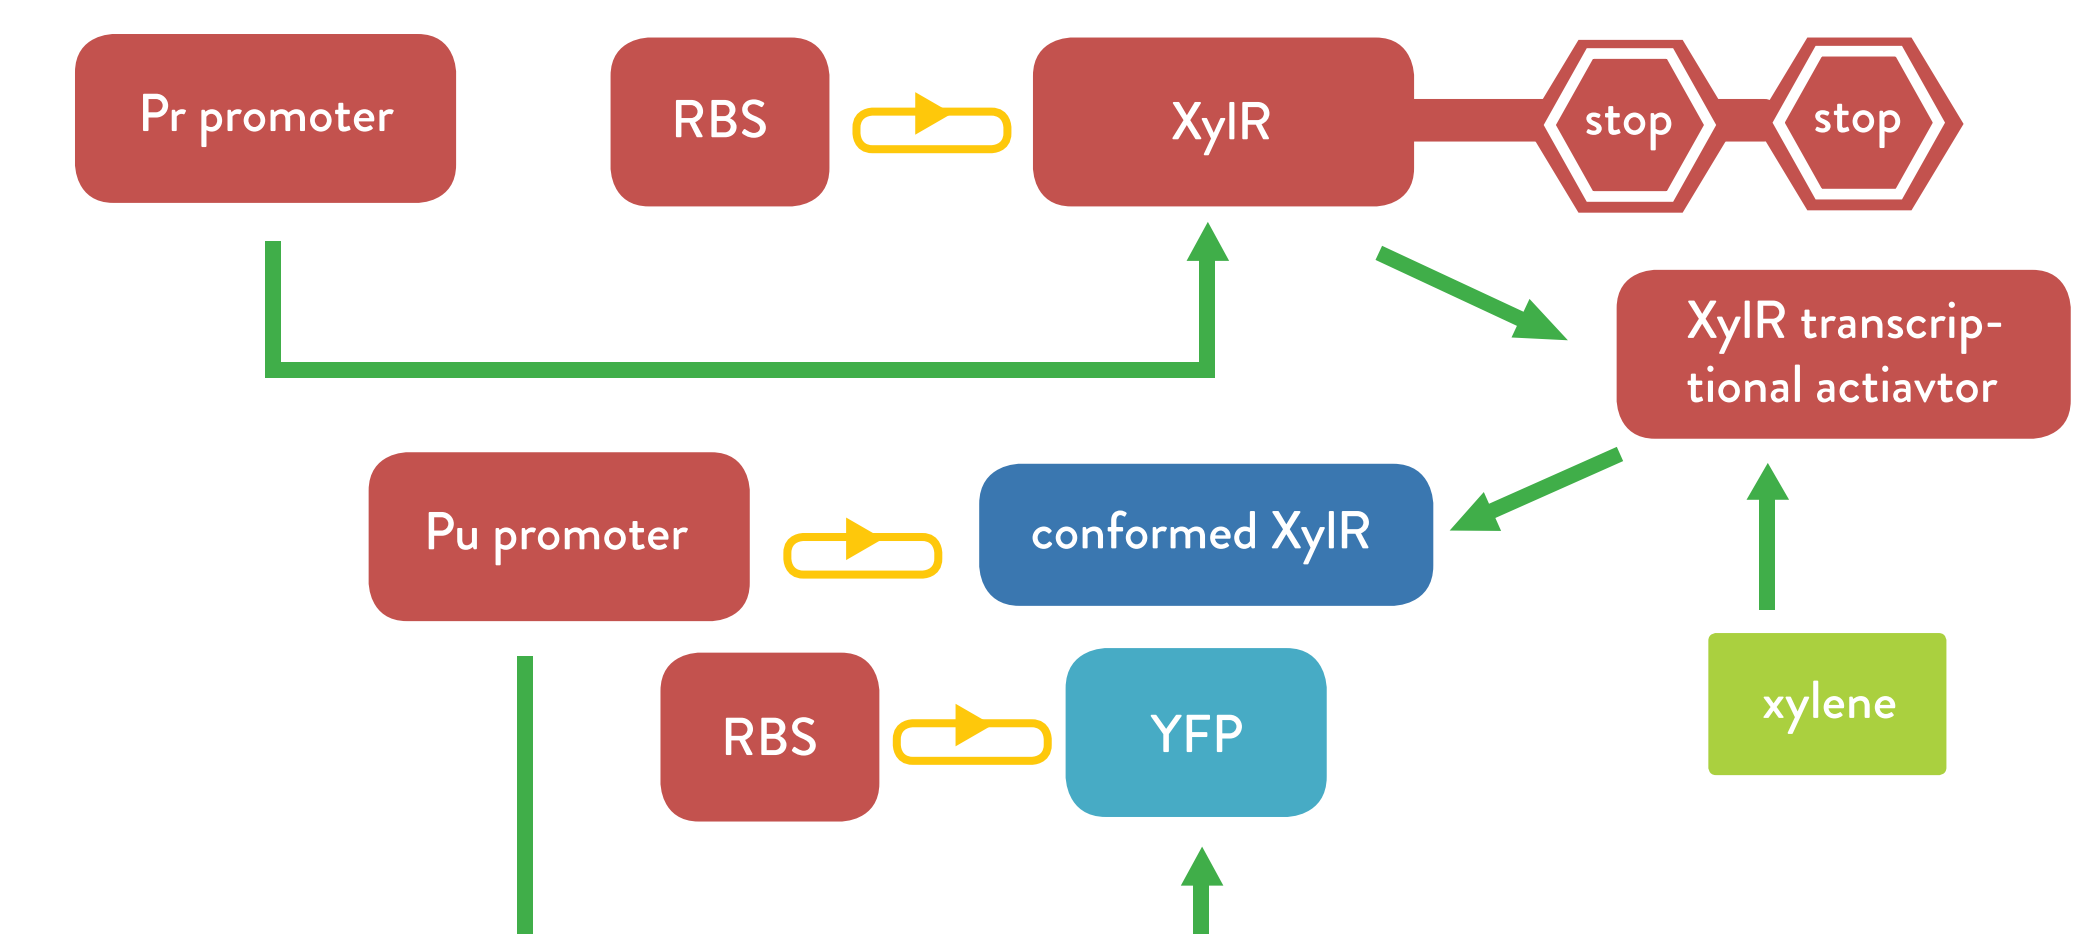 Pr promoter
RBS
XylR
stop
stop
XylR transcrip-
tional actiavtor
Pu promoter
conformed XylR
RBS
YFP
xylene